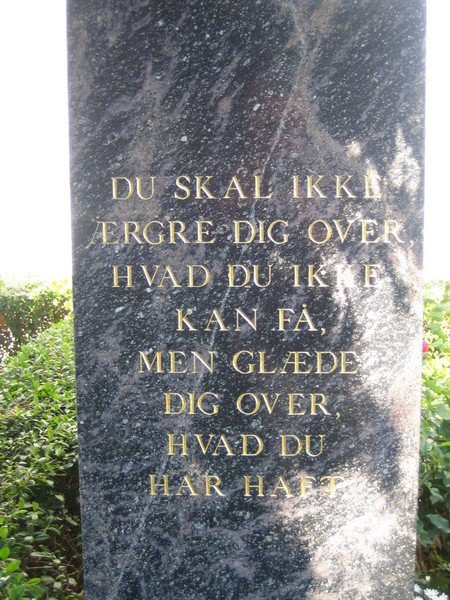 DU SKAL IKKE
ÆRGRE DIG OVER,
HVAD DU IKKE
KAN FÅ,
MEN GLÆDE
DIG OVER,
HVAD DU
HAR HAFT